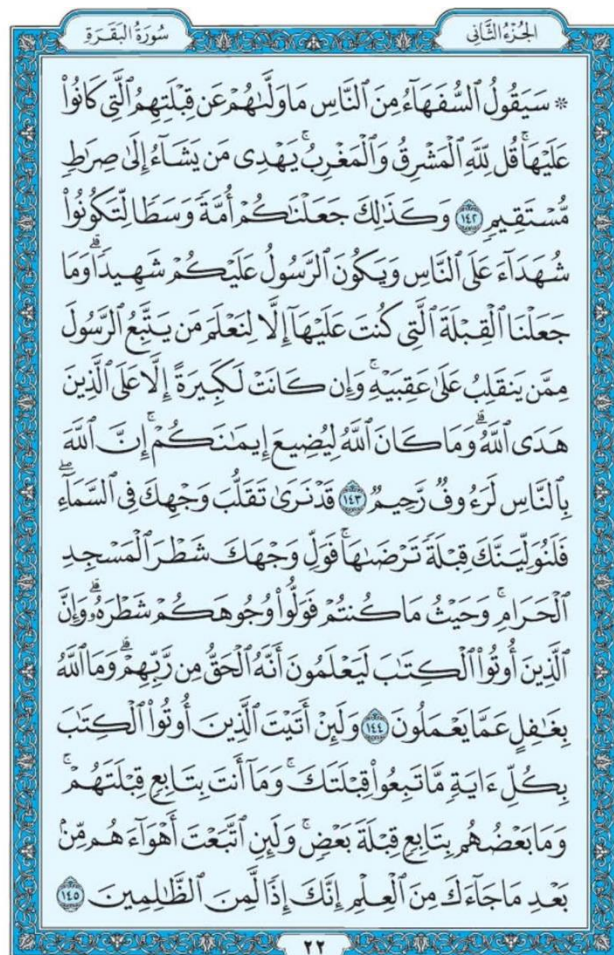 الجُزْءُ الثَّانِي
سُورَةُ البَقَرَةِ
۞ سَيَقُولُ ٱلسُّفَهَآءُ مِنَ ٱلنَّاسِ مَا وَلَّىٰهُمْ عَن قِبْلَتِهِمُ ٱلَّتِى كَانُوا۟
عَلَيْهَا ۚ قُل لِّلَّهِ ٱلْمَشْرِقُ وَٱلْمَغْرِبُ ۚ يَهْدِى مَن يَشَآءُ إِلَىٰ صِرَٰطٍ
مُّسْتَقِيمٍ ١٤٢ وَكَذَٰلِكَ جَعَلْنَٰكُمْ أُمَّةً وَسَطًا لِّتَكُونُوا۟
شُهَدَآءَ عَلَى ٱلنَّاسِ وَيَكُونَ ٱلرَّسُولُ عَلَيْكُمْ شَهِيدًا ۗ وَمَا
جَعَلْنَا ٱلْقِبْلَةَ ٱلَّتِى كُنتَ عَلَيْهَآ إِلَّا لِنَعْلَمَ مَن يَتَّبِعُ ٱلرَّسُولَ
مِمَّن يَنقَلِبُ عَلَىٰ عَقِبَيْهِ ۚ وَإِن كَانَتْ لَكَبِيرَةً إِلَّا عَلَى ٱلَّذِينَ
هَدَى ٱللَّهُ ۗ وَمَا كَانَ ٱللَّهُ لِيُضِيعَ إِيمَٰنَكُمْ ۚ إِنَّ ٱللَّهَ
بِٱلنَّاسِ لَرَءُوفٌ رَّحِيمٌ ١٤٣ قَدْ نَرَىٰ تَقَلُّبَ وَجْهِكَ فِى ٱلسَّمَآءِ ۖ
فَلَنُوَلِّيَنَّكَ قِبْلَةً تَرْضَىٰهَا ۚ فَوَلِّ وَجْهَكَ شَطْرَ ٱلْمَسْجِدِ
ٱلْحَرَامِ ۚ وَحَيْثُ مَا كُنتُمْ فَوَلُّوا۟ وُجُوهَكُمْ شَطْرَهُۥ ۗ وَإِنَّ
ٱلَّذِينَ أُوتُوا۟ ٱلْكِتَٰبَ لَيَعْلَمُونَ أَنَّهُ ٱلْحَقُّ مِن رَّبِّهِمْ ۗ وَمَا ٱللَّهُ
بِغَٰفِلٍ عَمَّا يَعْمَلُونَ ١٤٤ وَلَئِنْ أَتَيْتَ ٱلَّذِينَ أُوتُوا۟ ٱلْكِتَٰبَ
بِكُلِّ ءَايَةٍ مَّا تَبِعُوا۟ قِبْلَتَكَ ۚ وَمَآ أَنتَ بِتَابِعٍ قِبْلَتَهُمْ ۚ
وَمَا بَعْضُهُم بِتَابِعٍ قِبْلَةَ بَعْضٍ ۚ وَلَئِنِ ٱتَّبَعْتَ أَهْوَآءَهُم مِّنۢ
بَعْدِ مَا جَآءَكَ مِنَ ٱلْعِلْمِ ۙ إِنَّكَ إِذًا لَّمِنَ ٱلظَّٰلِمِينَ ١٤٥
٢٢